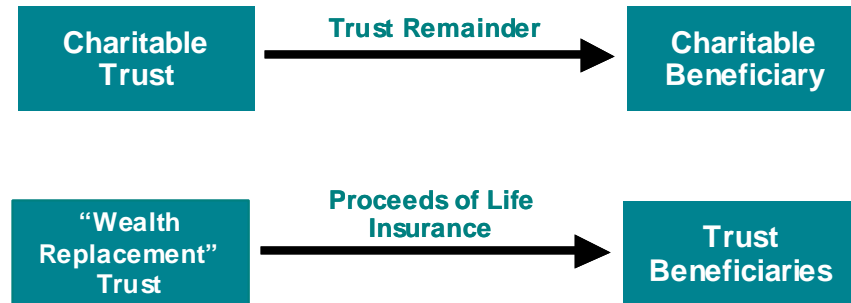 Charitable
Trust
Trust Remainder
Charitable
Beneficiary
“Wealth
Replacement”
Trust
Proceeds of Life
Insurance
Trust
Beneficiaries